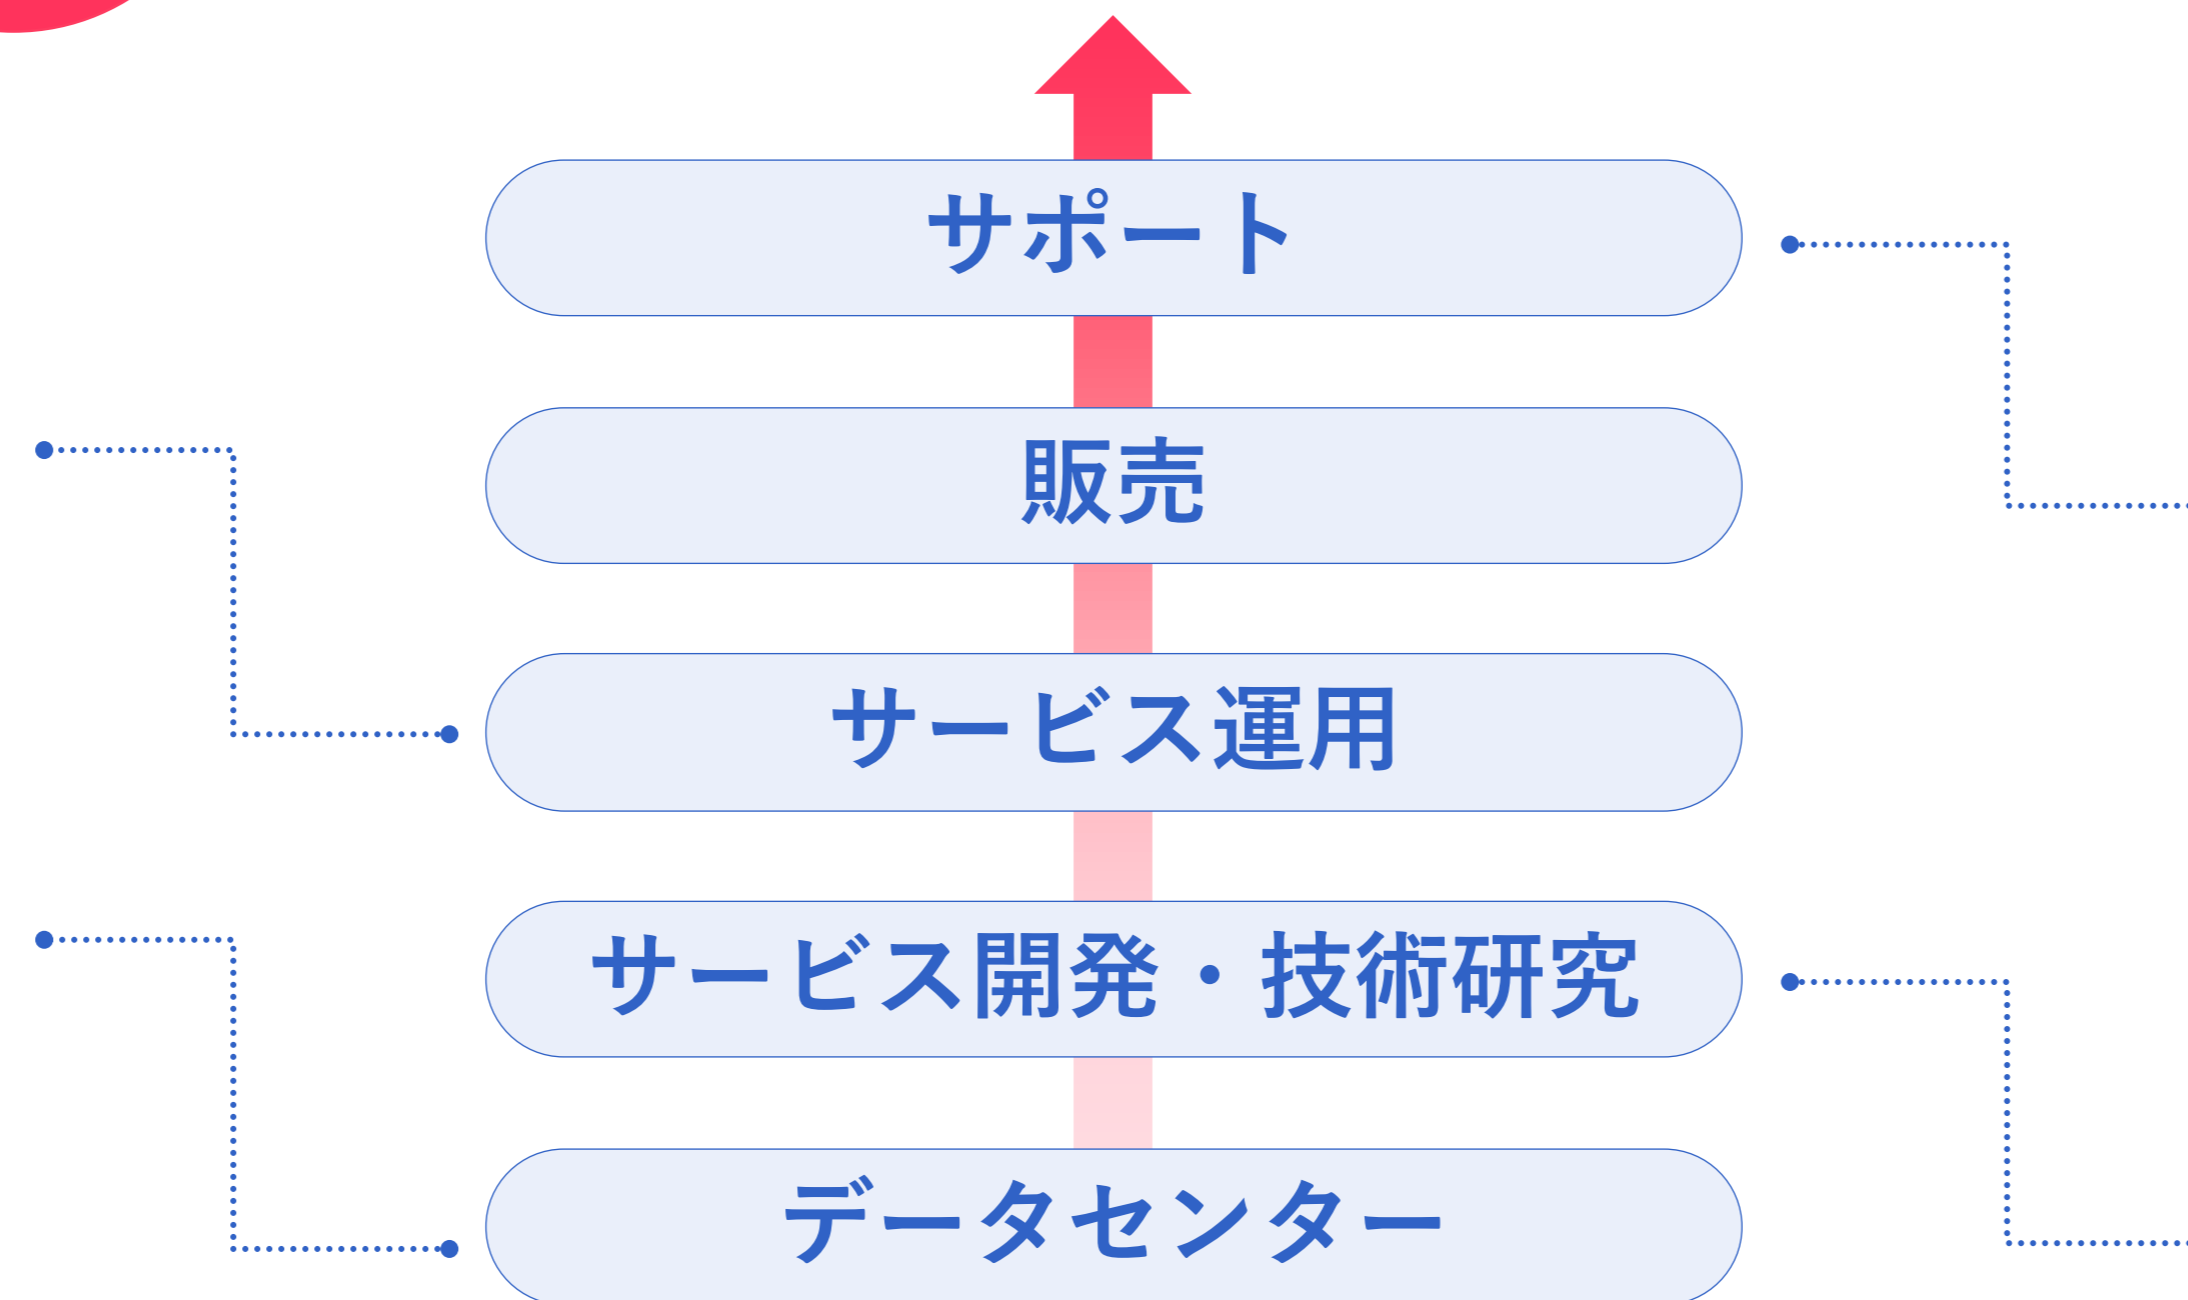 サポート
販売
サービス運用
サービス開発・技術研究
データセンター